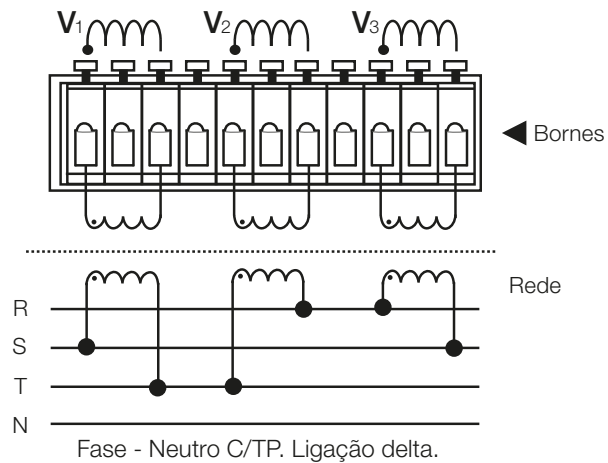 V1 V2 V3
Bornes
Rede
R
S
T
N
Fase - Neutro C/TP. Ligação delta.